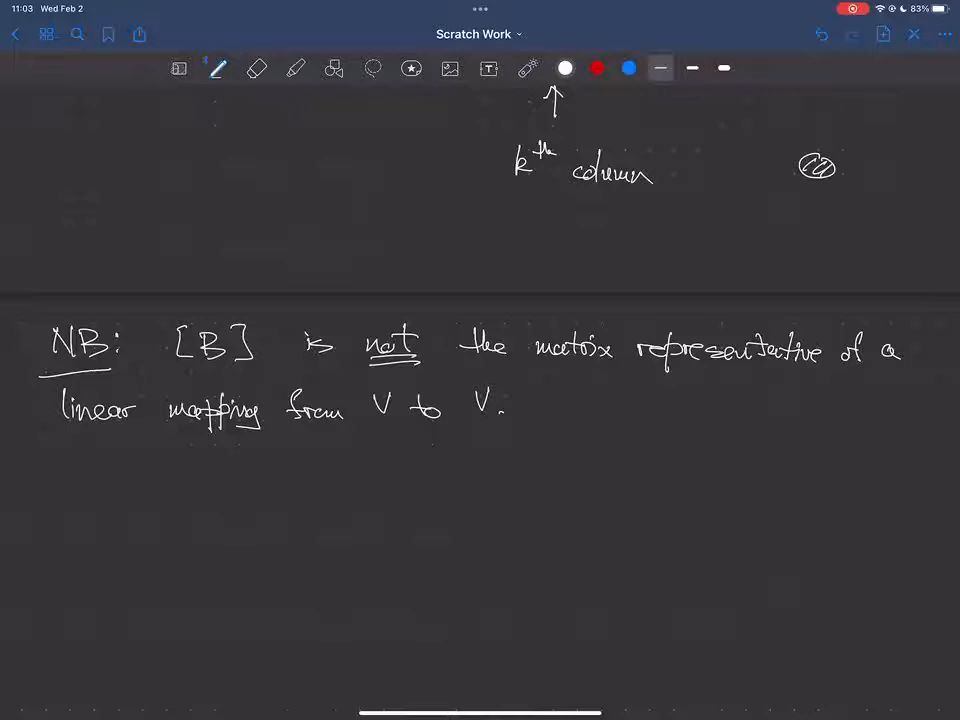 11:03 Wed Feb 2
83%
Scratch Work
kth column
NB: [B] is not the matrix representative of a
linear mapping from V to V.